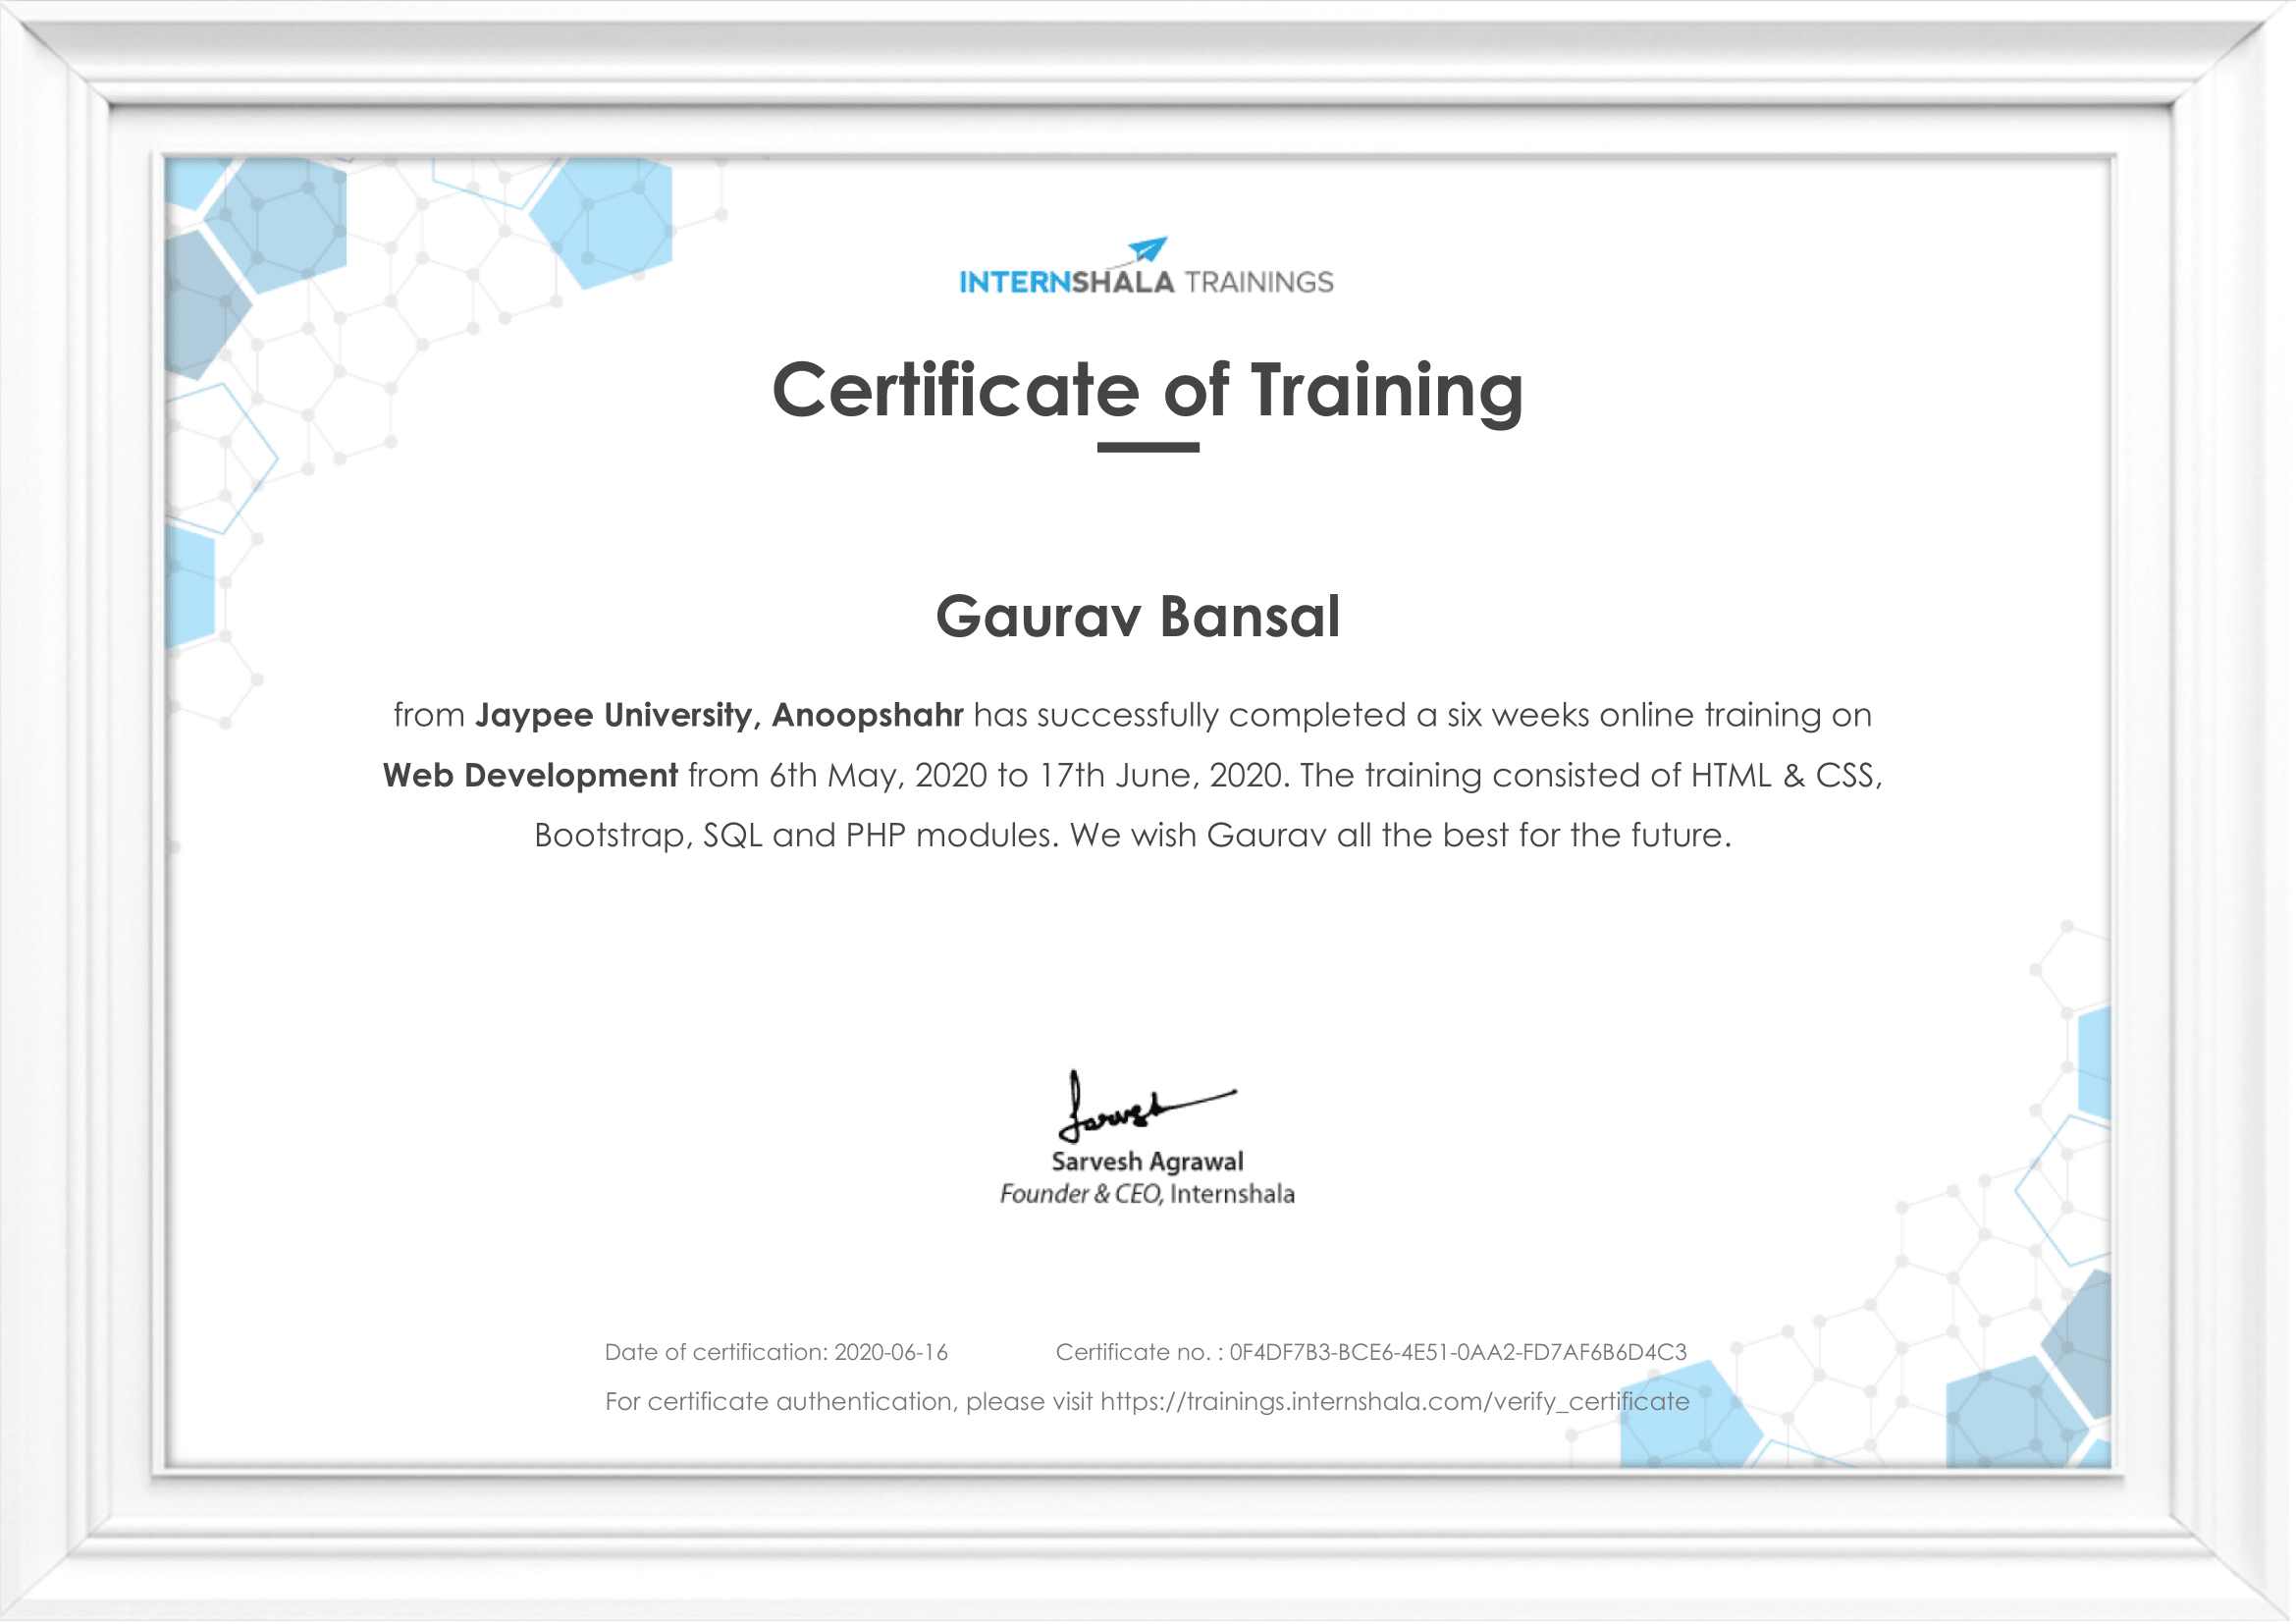 INTERNSHALA TRAININGS
Certificate of Training
Gaurav Bansal
from Jaypee University, Anoopshahr has successfully completed a six weeks online training on
Web Development from 6th May, 2020 to 17th June, 2020. The training consisted of HTML & CSS,
Bootstrap, SQL and PHP modules. We wish Gaurav all the best for the future.
Sarvesh
Sarvesh Agrawal
Founder & CEO, Internshala
Date of certification: 2020-06-16 Certificate no. : 0F4DF7B3-BCE6-4E51-0AA2-FD7AF6B6D4C3
For certificate authentication, please visit https://trainings.internshala.com/verify_certificate